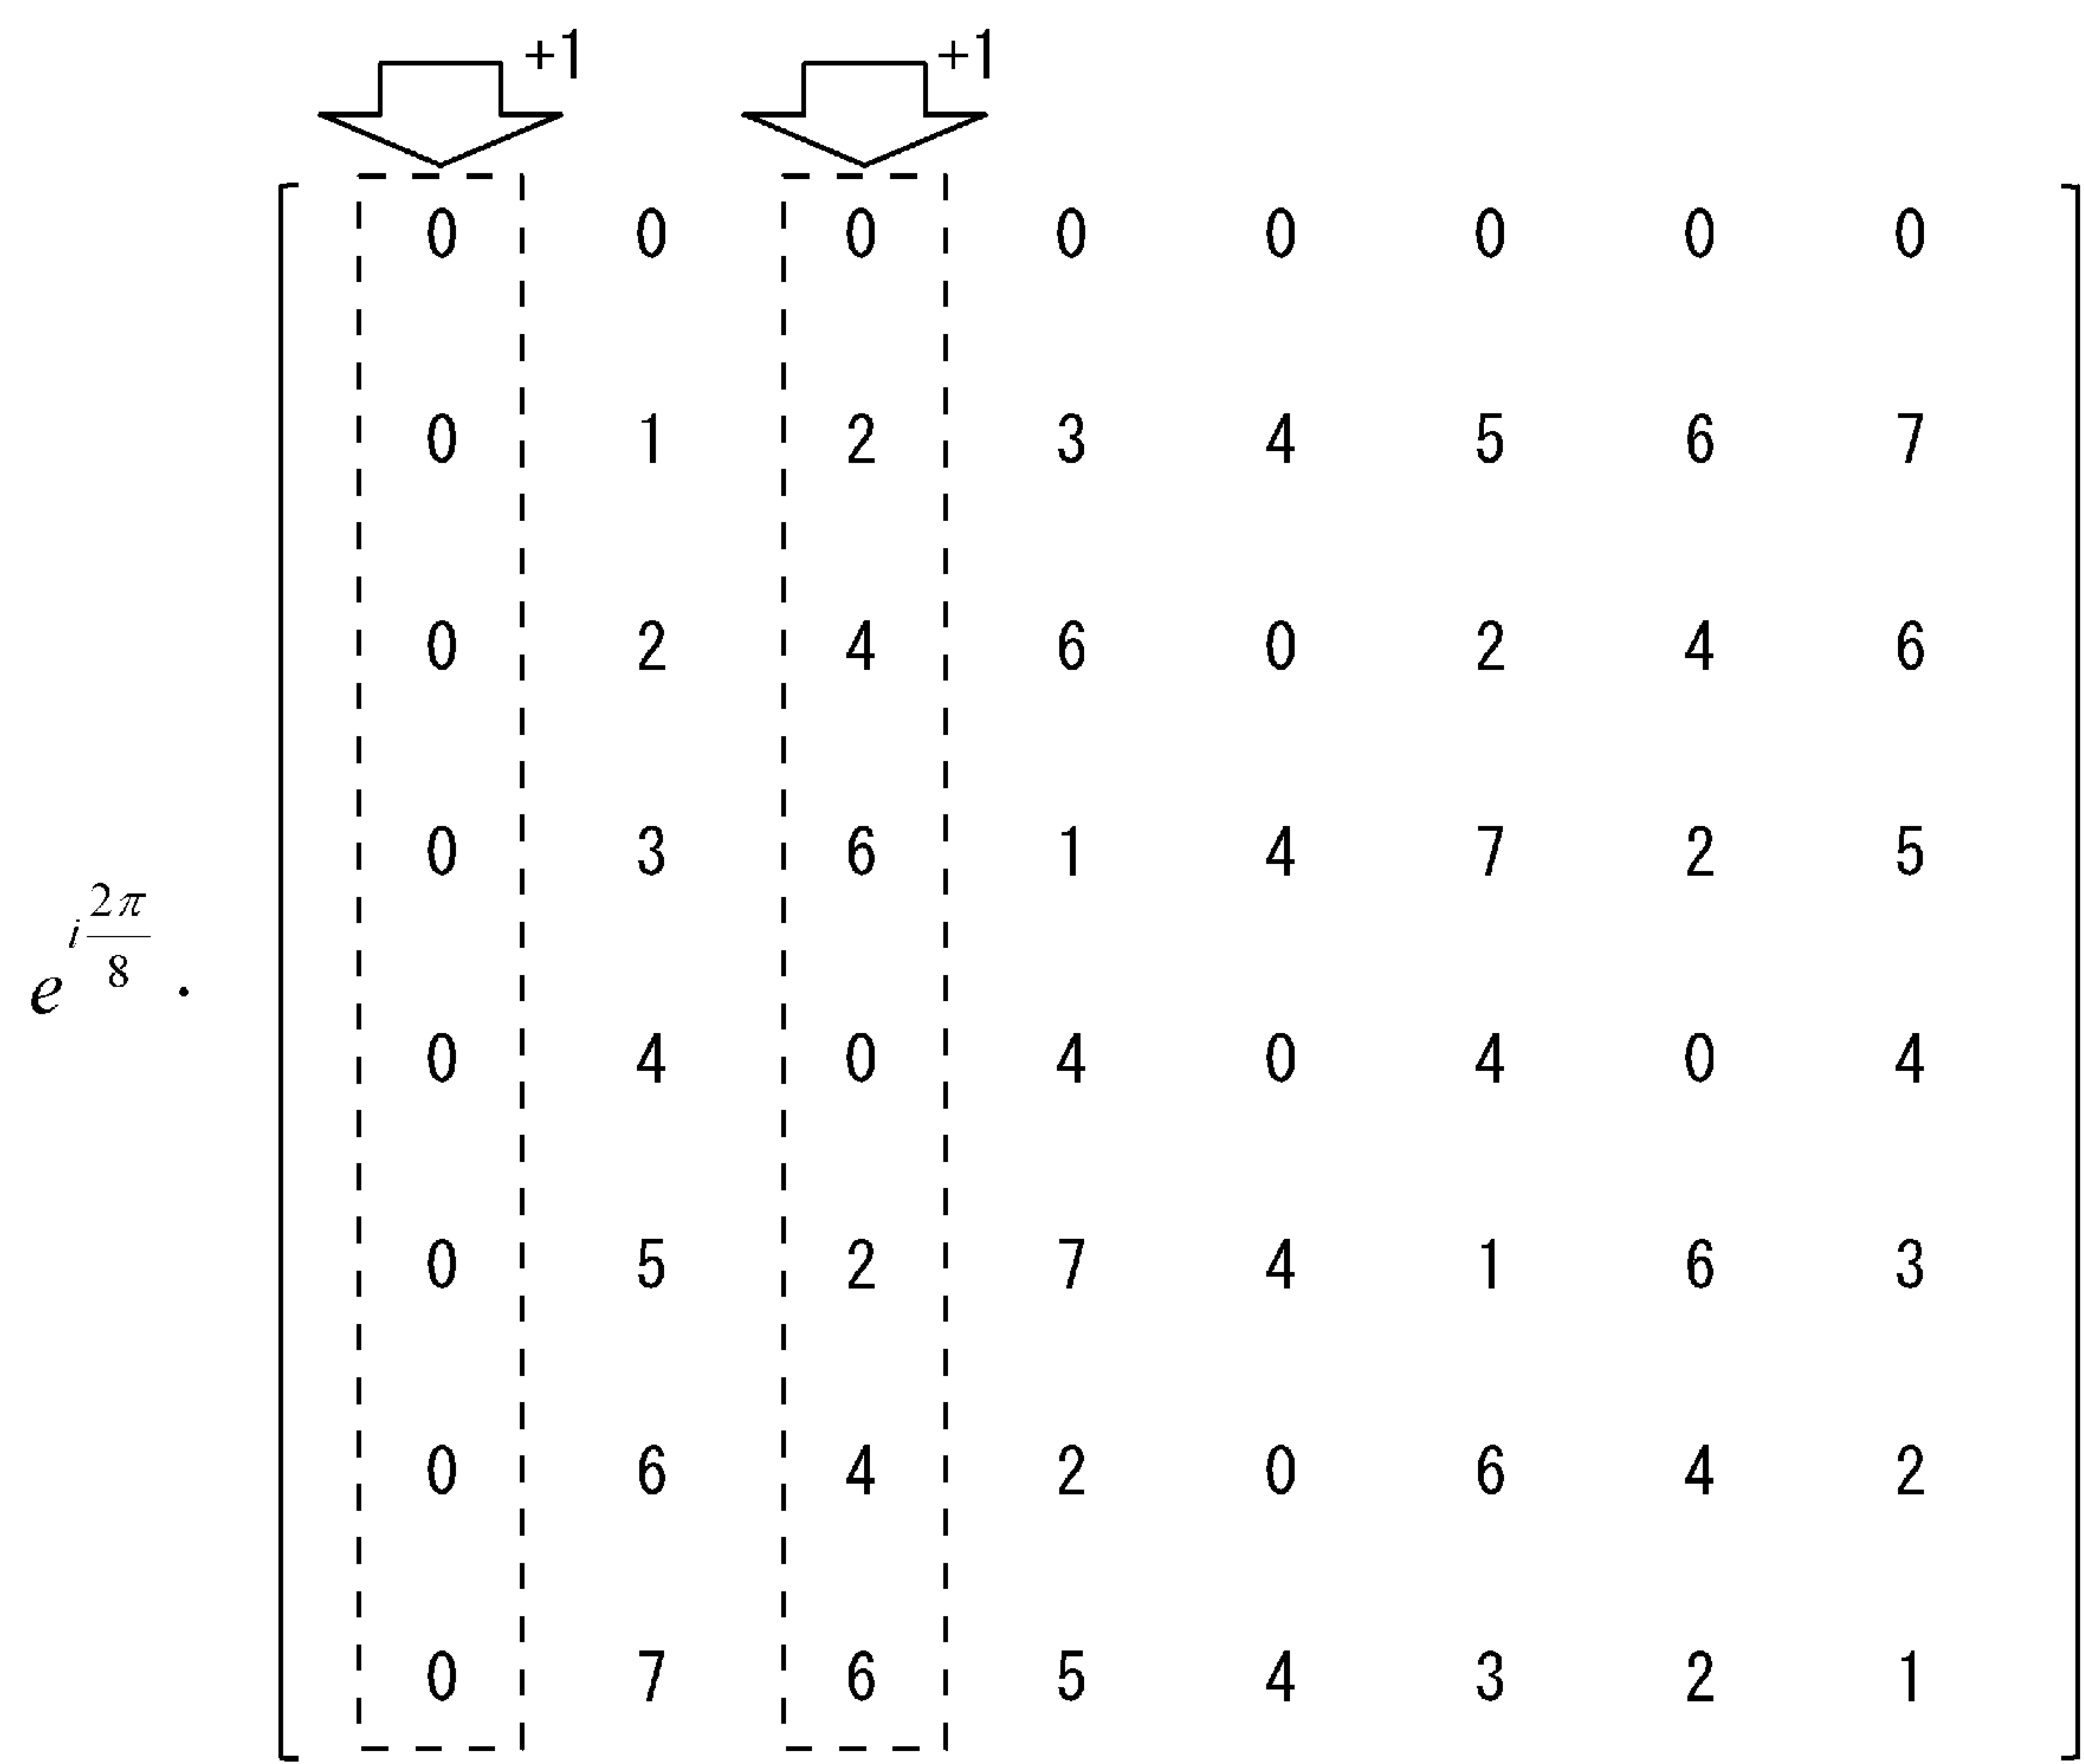 +1 +1
0 0 0 0 0 0 0 0
0 1 2 3 4 5 6 7
0 2 4 6 0 2 4 6
0 3 6 1 4 7 2 5
e^{i\frac{2π}{8}} ·
0 4 0 4 0 4 0 4
0 5 2 7 4 1 6 3
0 6 4 2 0 6 4 2
0 7 6 5 4 3 2 1